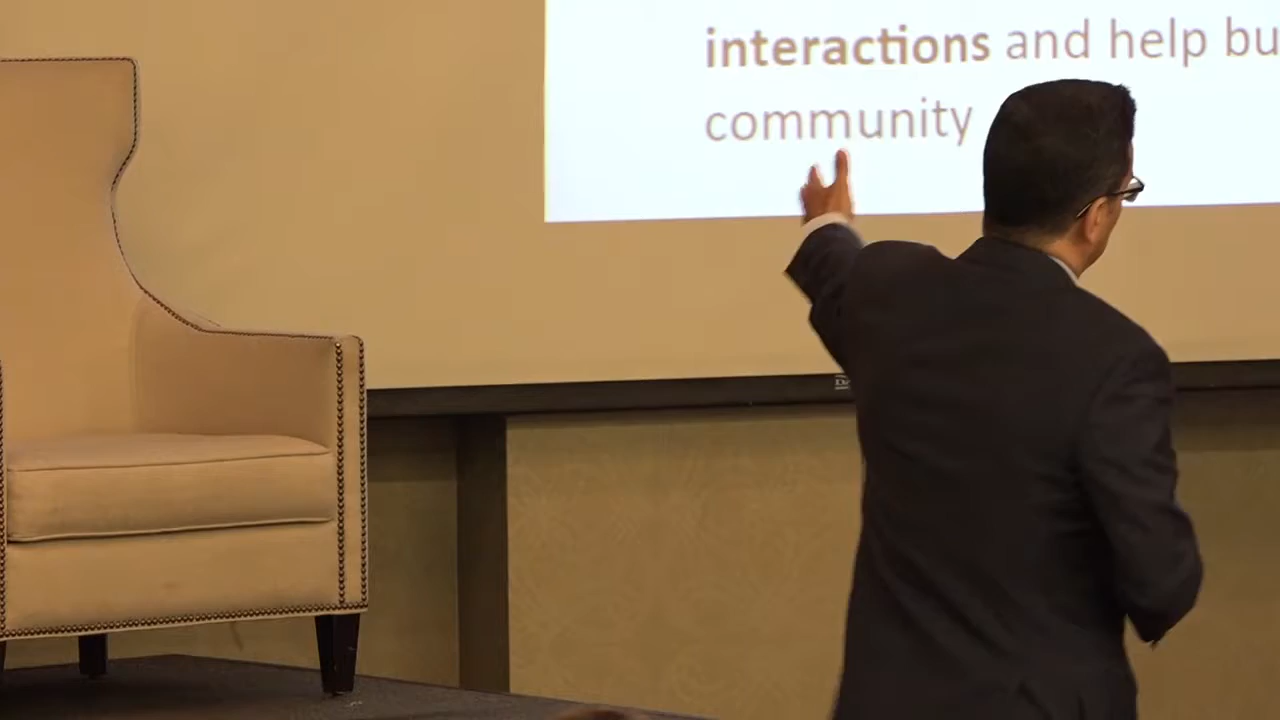 interactions and help bu
community